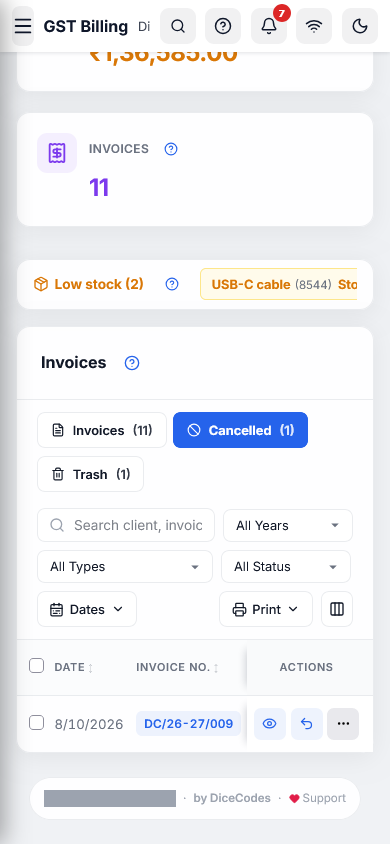 GST Billing Di
7
₹1,36,585.00
INVOICES
11
Low stock (2) USB-C cable (8544) Sto
Invoices
Invoices (11) Cancelled (1)
Trash (1)
Search client, invoic All Years
All Types All Status
Dates Print
DATE INVOICE NO. ACTIONS
8/10/2026 DC/26-27/009
· by DiceCodes · Support